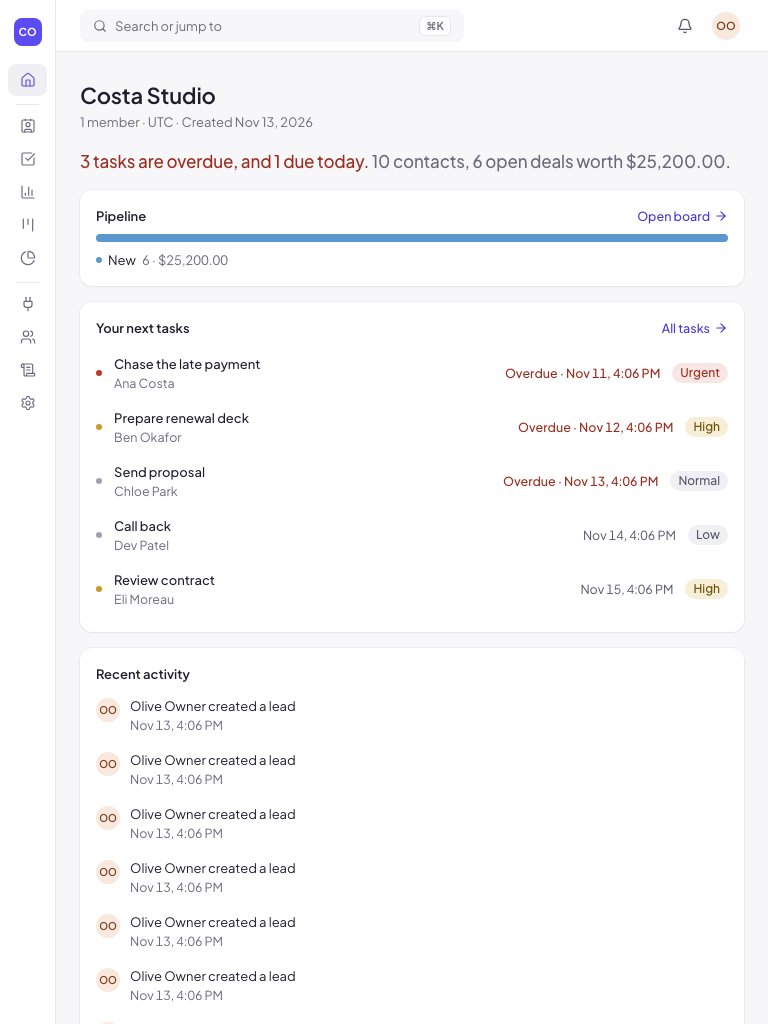 CO
Search or jump to
⌘K
OO
Costa Studio
1 member · UTC · Created Nov 13, 2026
3 tasks are overdue, and 1 due today. 10 contacts, 6 open deals worth $25,200.00.
Pipeline
Open board →
New 6 · $25,200.00
Your next tasks
All tasks →
Chase the late payment
Ana Costa
Overdue · Nov 11, 4:06 PM Urgent
Prepare renewal deck
Ben Okafor
Overdue · Nov 12, 4:06 PM High
Send proposal
Chloe Park
Overdue · Nov 13, 4:06 PM Normal
Call back
Dev Patel
Nov 14, 4:06 PM Low
Review contract
Eli Moreau
Nov 15, 4:06 PM High
Recent activity
OO Olive Owner created a lead
Nov 13, 4:06 PM
OO Olive Owner created a lead
Nov 13, 4:06 PM
OO Olive Owner created a lead
Nov 13, 4:06 PM
OO Olive Owner created a lead
Nov 13, 4:06 PM
OO Olive Owner created a lead
Nov 13, 4:06 PM
OO Olive Owner created a lead
Nov 13, 4:06 PM